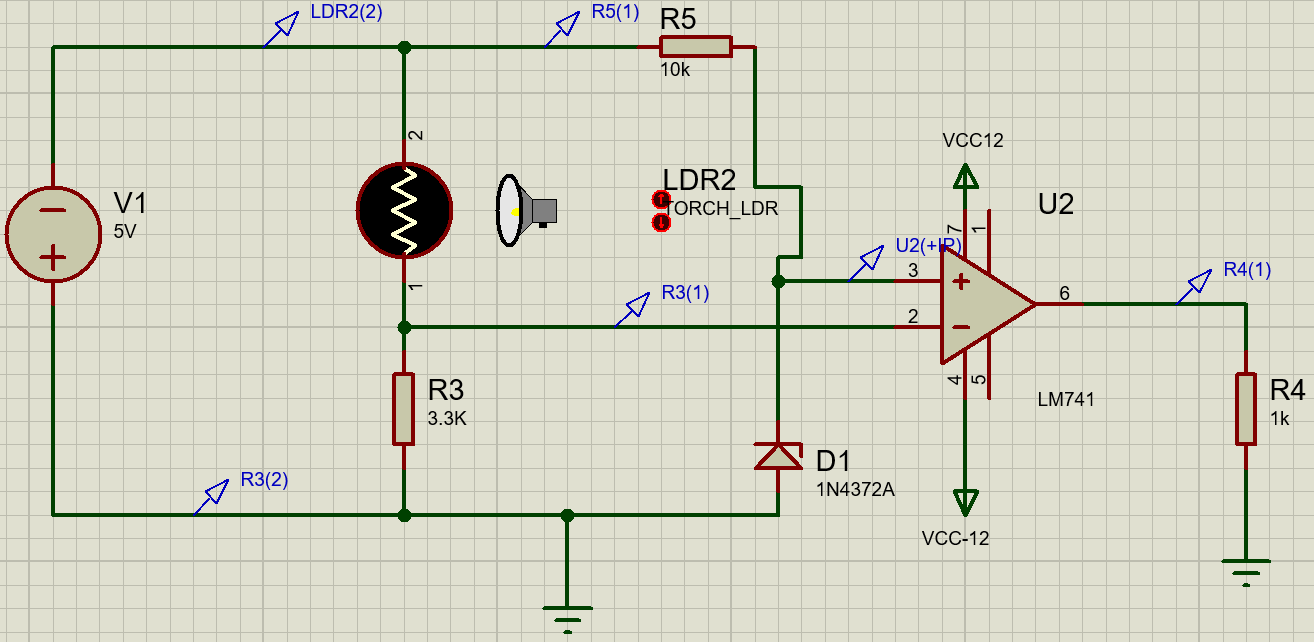 LDR2(2)
R5(1)
R5
10k
2
VCC12
V1
5V
LDR2
TORCH_LDR
U2
7
1
U2(+IP)
3
R4(1)
1
R3(1)
6
2
4
5
R3
3.3K
LM741
R4
1k
D1
1N4372A
R3(2)
VCC-12